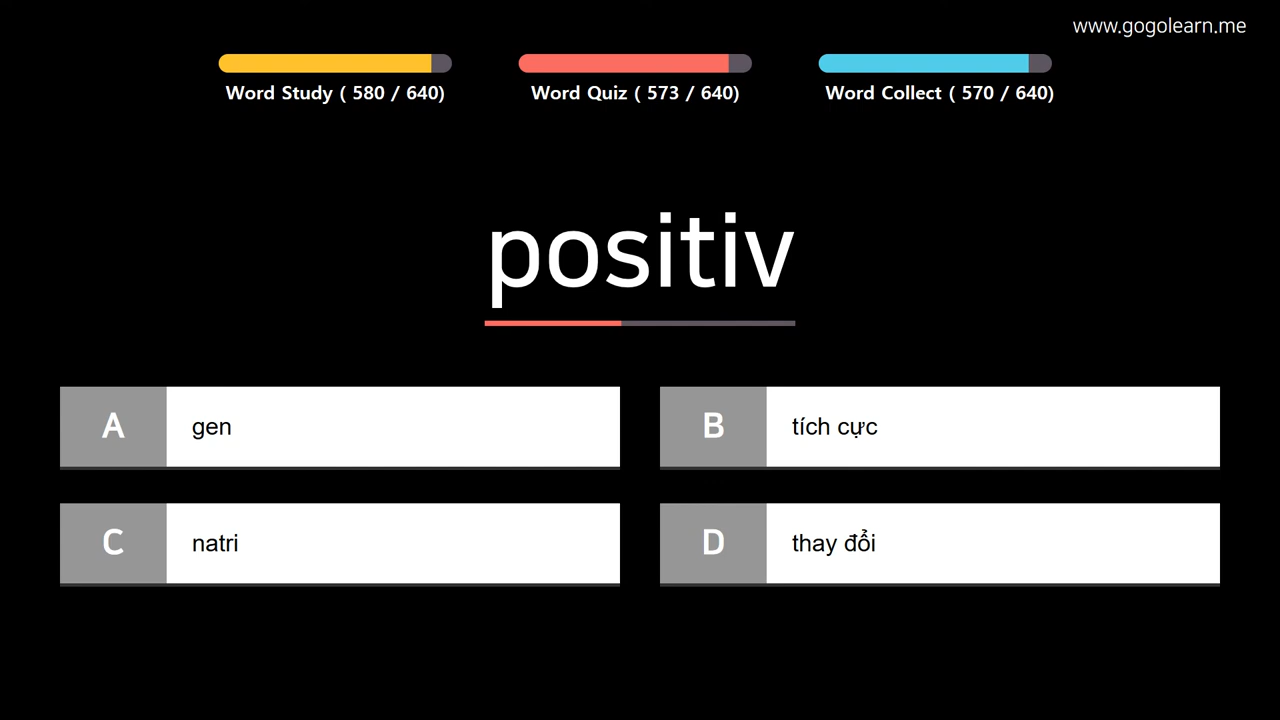 www.gogolearn.me
Word Study ( 580 / 640)
Word Quiz ( 573 / 640)
Word Collect ( 570 / 640)
positiv
A
gen
B
tích cực
C
natri
D
thay đổi